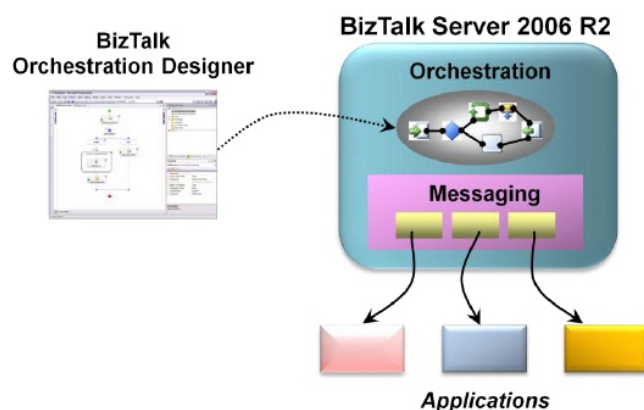 BizTalk
Orchestration Designer
BizTalk Server 2006 R2
Orchestration
Messaging
Applications